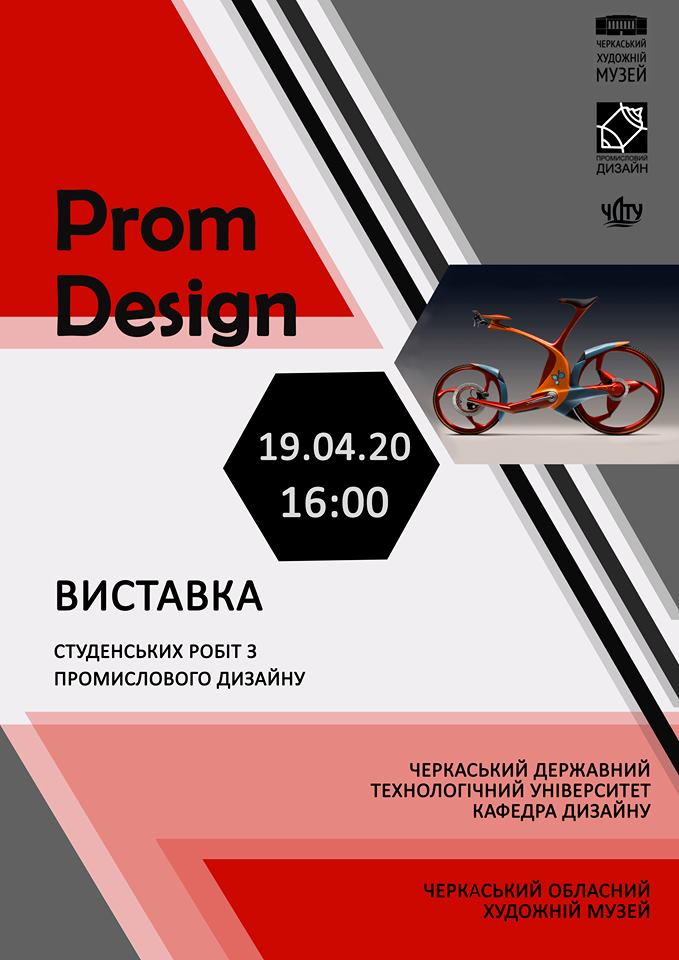 ЧЕРКАСЬКИЙ
ХУДОЖНІЙ
МУЗЕЙ
ПРОМИСЛОВИЙ
ДИЗАЙН
ЧДТУ
Prom
Design
19.04.20
16:00
ВИСТАВКА
СТУДЕНСЬКИХ РОБІТ З
ПРОМИСЛОВОГО ДИЗАЙНУ
ЧЕРКАСЬКИЙ ДЕРЖАВНИЙ
ТЕХНОЛОГІЧНИЙ УНІВЕРСИТЕТ
КАФЕДРА ДИЗАЙНУ
ЧЕРКАСЬКИЙ ОБЛАСНИЙ
ХУДОЖНІЙ МУЗЕЙ